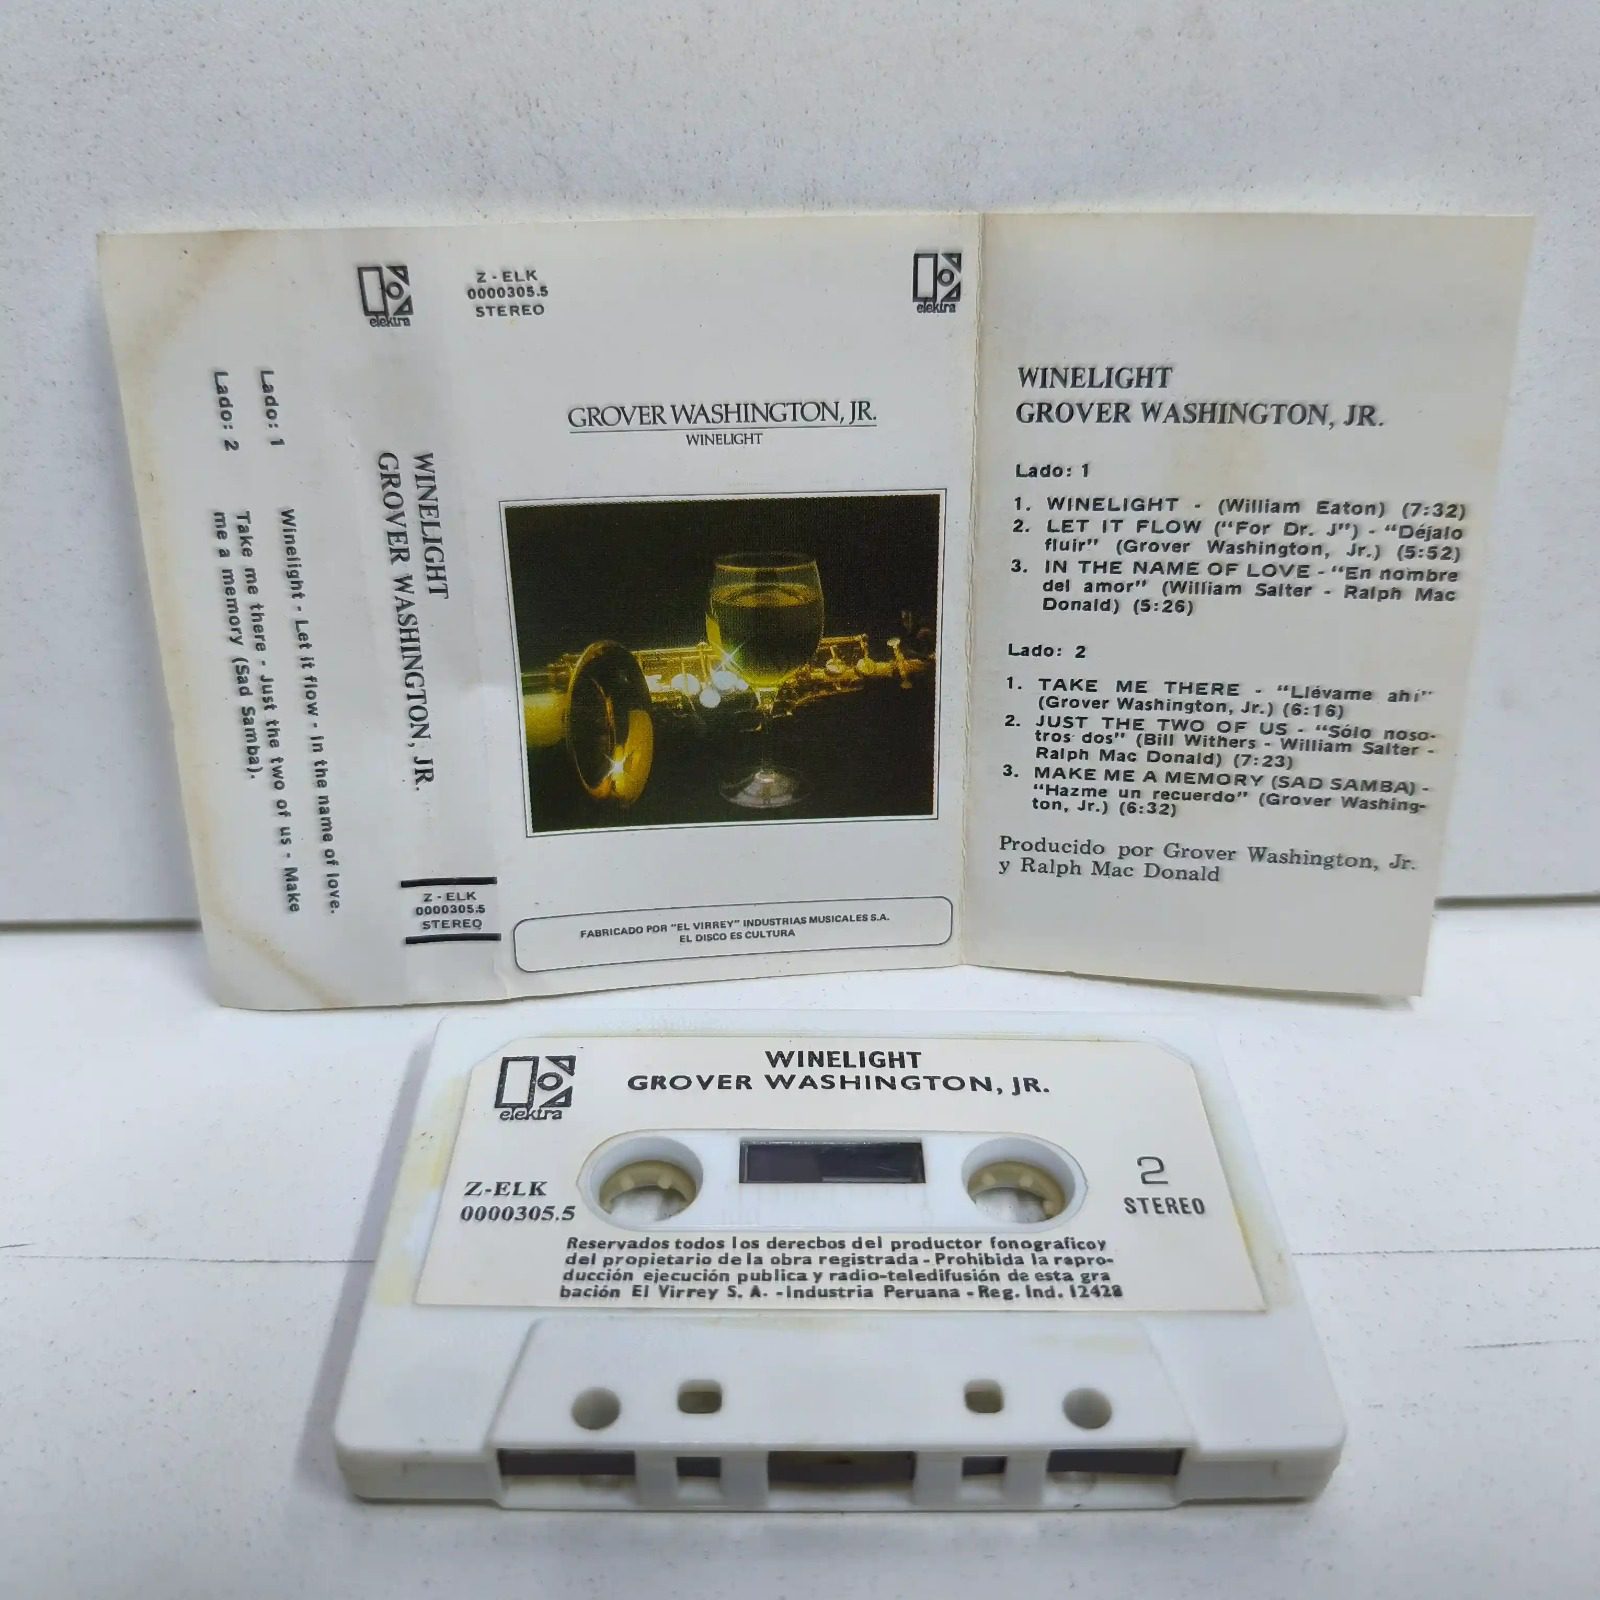 Lado: 1
Winelight - Let it flow - In the name of love.
Lado: 2
Take me there - Just the two of us - Make
me a memory (Sad Samba).
elektra
WINELIGHT
GROVER WASHINGTON, JR.
Z - ELK
0000305.5
STEREO
Z - ELK
0000305.5
STEREO
elektra
GROVER WASHINGTON, JR.
WINELIGHT
FABRICADO POR "EL VIRREY" INDUSTRIAS MUSICALES S.A.
EL DISCO ES CULTURA
WINELIGHT
GROVER WASHINGTON, JR.
Lado: 1
1. WINELIGHT - (William Eaton) (7:32)
2. LET IT FLOW ("For Dr. J") - "Déjalo
fluir" (Grover Washington, Jr.) (5:52)
3. IN THE NAME OF LOVE - "En nombre
del amor" (William Salter - Ralph Mac
Donald) (5:26)
Lado: 2
1. TAKE ME THERE - "Llévame ahí"
(Grover Washington, Jr.) (6:16)
2. JUST THE TWO OF US - "Sólo noso-
tros dos" (Bill Withers - William Salter -
Ralph Mac Donald) (7:23)
3. MAKE ME A MEMORY (SAD SAMBA) -
"Hazme un recuerdo" (Grover Washing-
ton, Jr.) (6:32)
Producido por Grover Washington, Jr.
y Ralph Mac Donald
elektra
WINELIGHT
GROVER WASHINGTON, JR.
Z-ELK
0000305.5
2
STEREO
Reservados todos los derecbos del productor fonograficoy
del propietario de la obra registrada - Prohibida la repro-
ducción ejecución publica y radio-teledifusión de esta gra
bación El Virrey S. A. - Industria Peruana - Reg. Ind. 12428